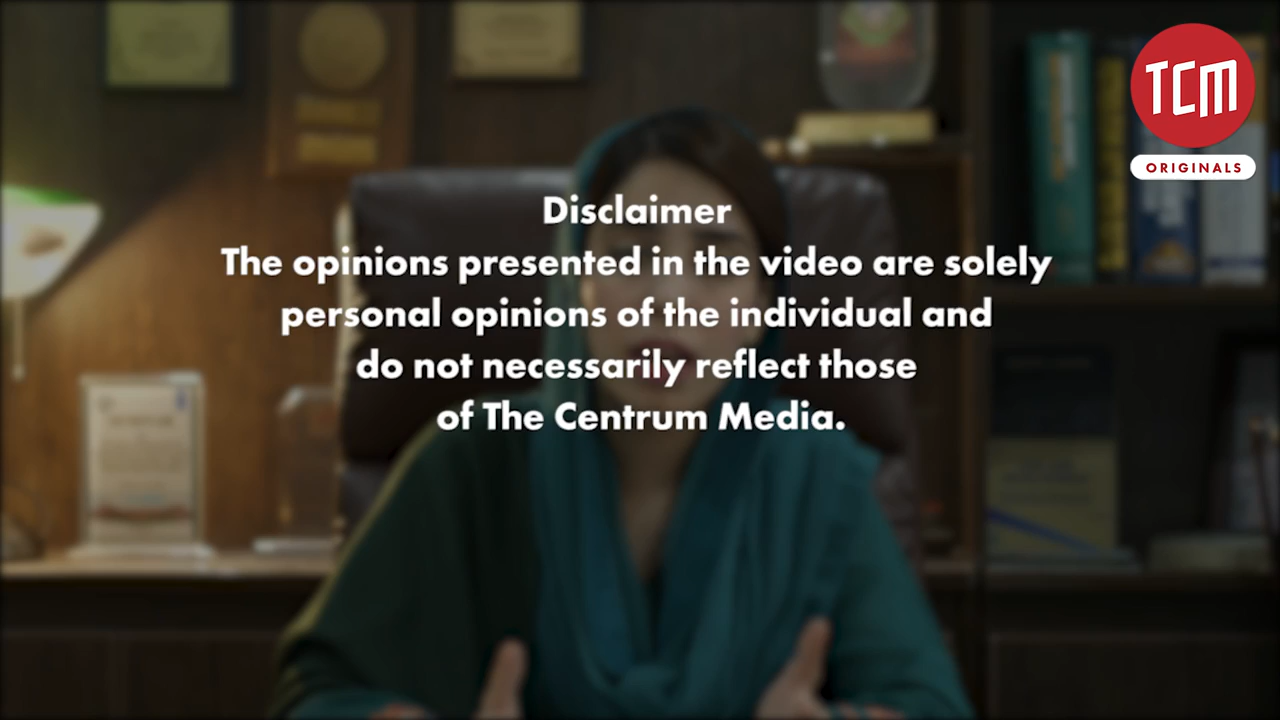 TCM
ORIGINALS
Disclaimer
The opinions presented in the video are solely
personal opinions of the individual and
do not necessarily reflect those
of The Centrum Media.